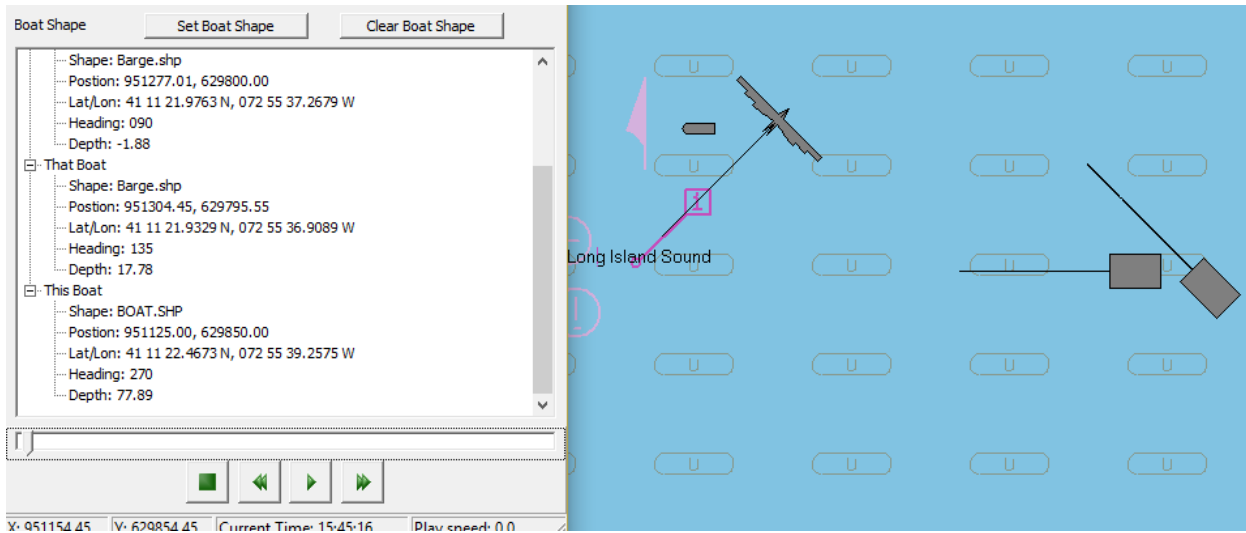 Boat Shape
Set Boat Shape
Clear Boat Shape
Shape: Barge.shp
Postion: 951277.01, 629800.00
Lat/Lon: 41 11 21.9763 N, 072 55 37.2679 W
Heading: 090
Depth: -1.88
That Boat
Shape: Barge.shp
Postion: 951304.45, 629795.55
Lat/Lon: 41 11 21.9329 N, 072 55 36.9089 W
Heading: 135
Depth: 17.78
This Boat
Shape: BOAT.SHP
Postion: 951125.00, 629850.00
Lat/Lon: 41 11 22.4673 N, 072 55 39.2575 W
Heading: 270
Depth: 77.89
X: 951154.45 Y: 629854.45 Current Time: 15:45:16 Play speed: 0.0
U U U U
U U U U
1
Long Island Sound U U U U
U U U U
U U U U